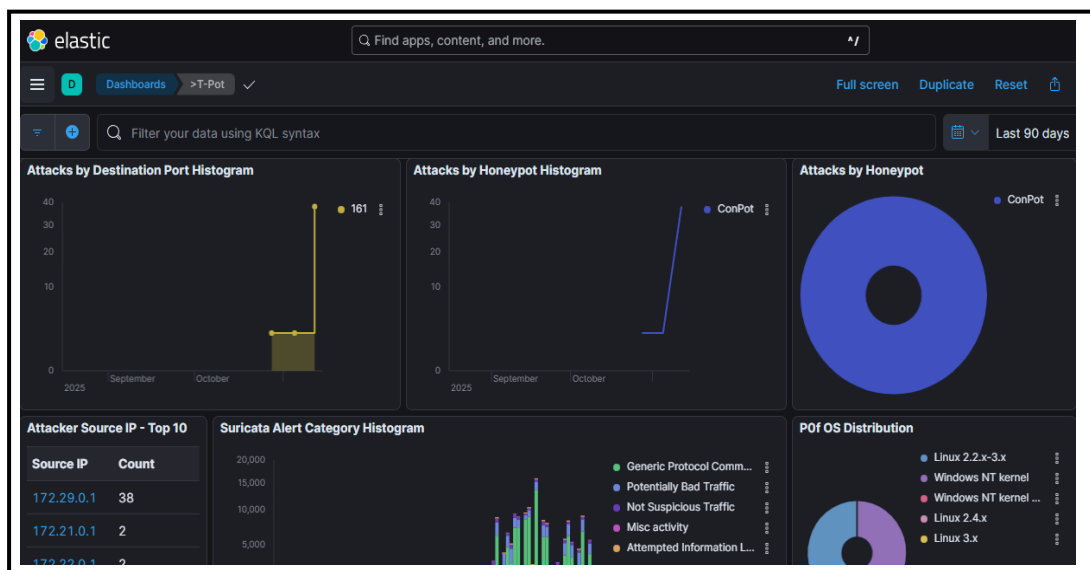 elastic
Find apps, content, and more.
^/
D
Dashboards
>T-Pot
Full screen
Duplicate
Reset
Filter your data using KQL syntax
Last 90 days
Attacks by Destination Port Histogram
40
30
20
10
0
2025
September
October
161
Attacks by Honeypot Histogram
40
30
20
10
0
2025
September
October
ConPot
Attacks by Honeypot
ConPot
Attacker Source IP - Top 10
Source IP Count
172.29.0.1 38
172.21.0.1 2
172.22.0.1 2
Suricata Alert Category Histogram
20,000
15,000
10,000
5,000
Generic Protocol Comm...
Potentially Bad Traffic
Not Suspicious Traffic
Misc activity
Attempted Information L...
P0f OS Distribution
Linux 2.2.x-3.x
Windows NT kernel
Windows NT kernel ...
Linux 2.4.x
Linux 3.x